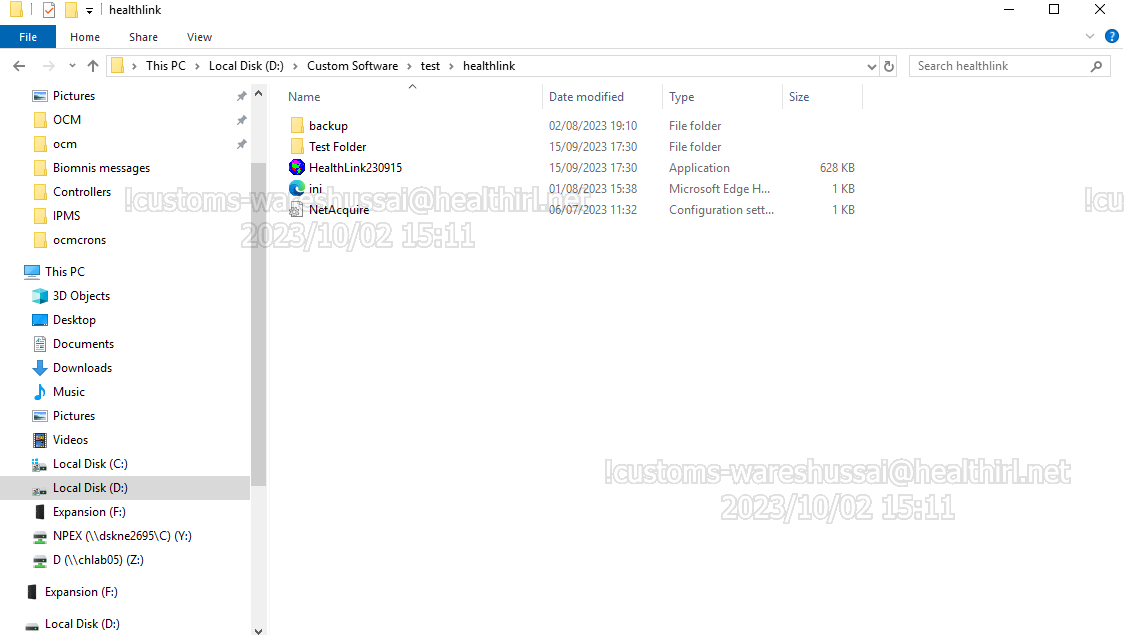 healthlink
File Home Share View
This PC Local Disk (D:) Custom Software test healthlink
Search healthlink
Name Date modified Type Size
backup 02/08/2023 19:10 File folder
Test Folder 15/09/2023 17:30 File folder
HealthLink230915 15/09/2023 17:30 Application 628 KB
ini 01/08/2023 15:38 Microsoft Edge H... 1 KB
NetAcquire 06/07/2023 11:32 Configuration sett... 1 KB
Pictures
OCM
ocm
Biomnis messages
Controllers
IPMS
ocmcrons
This PC
3D Objects
Desktop
Documents
Downloads
Music
Pictures
Videos
Local Disk (C:)
Local Disk (D:)
Expansion (F:)
NPEX (\\dskne2695\C) (Y:)
D (\\chlab05) (Z:)
Expansion (F:)
Local Disk (D:)
!customs-wareshussai@healthirl.net
2023/10/02 15:11
!cu
!customs-wareshussai@healthirl.net
2023/10/02 15:11